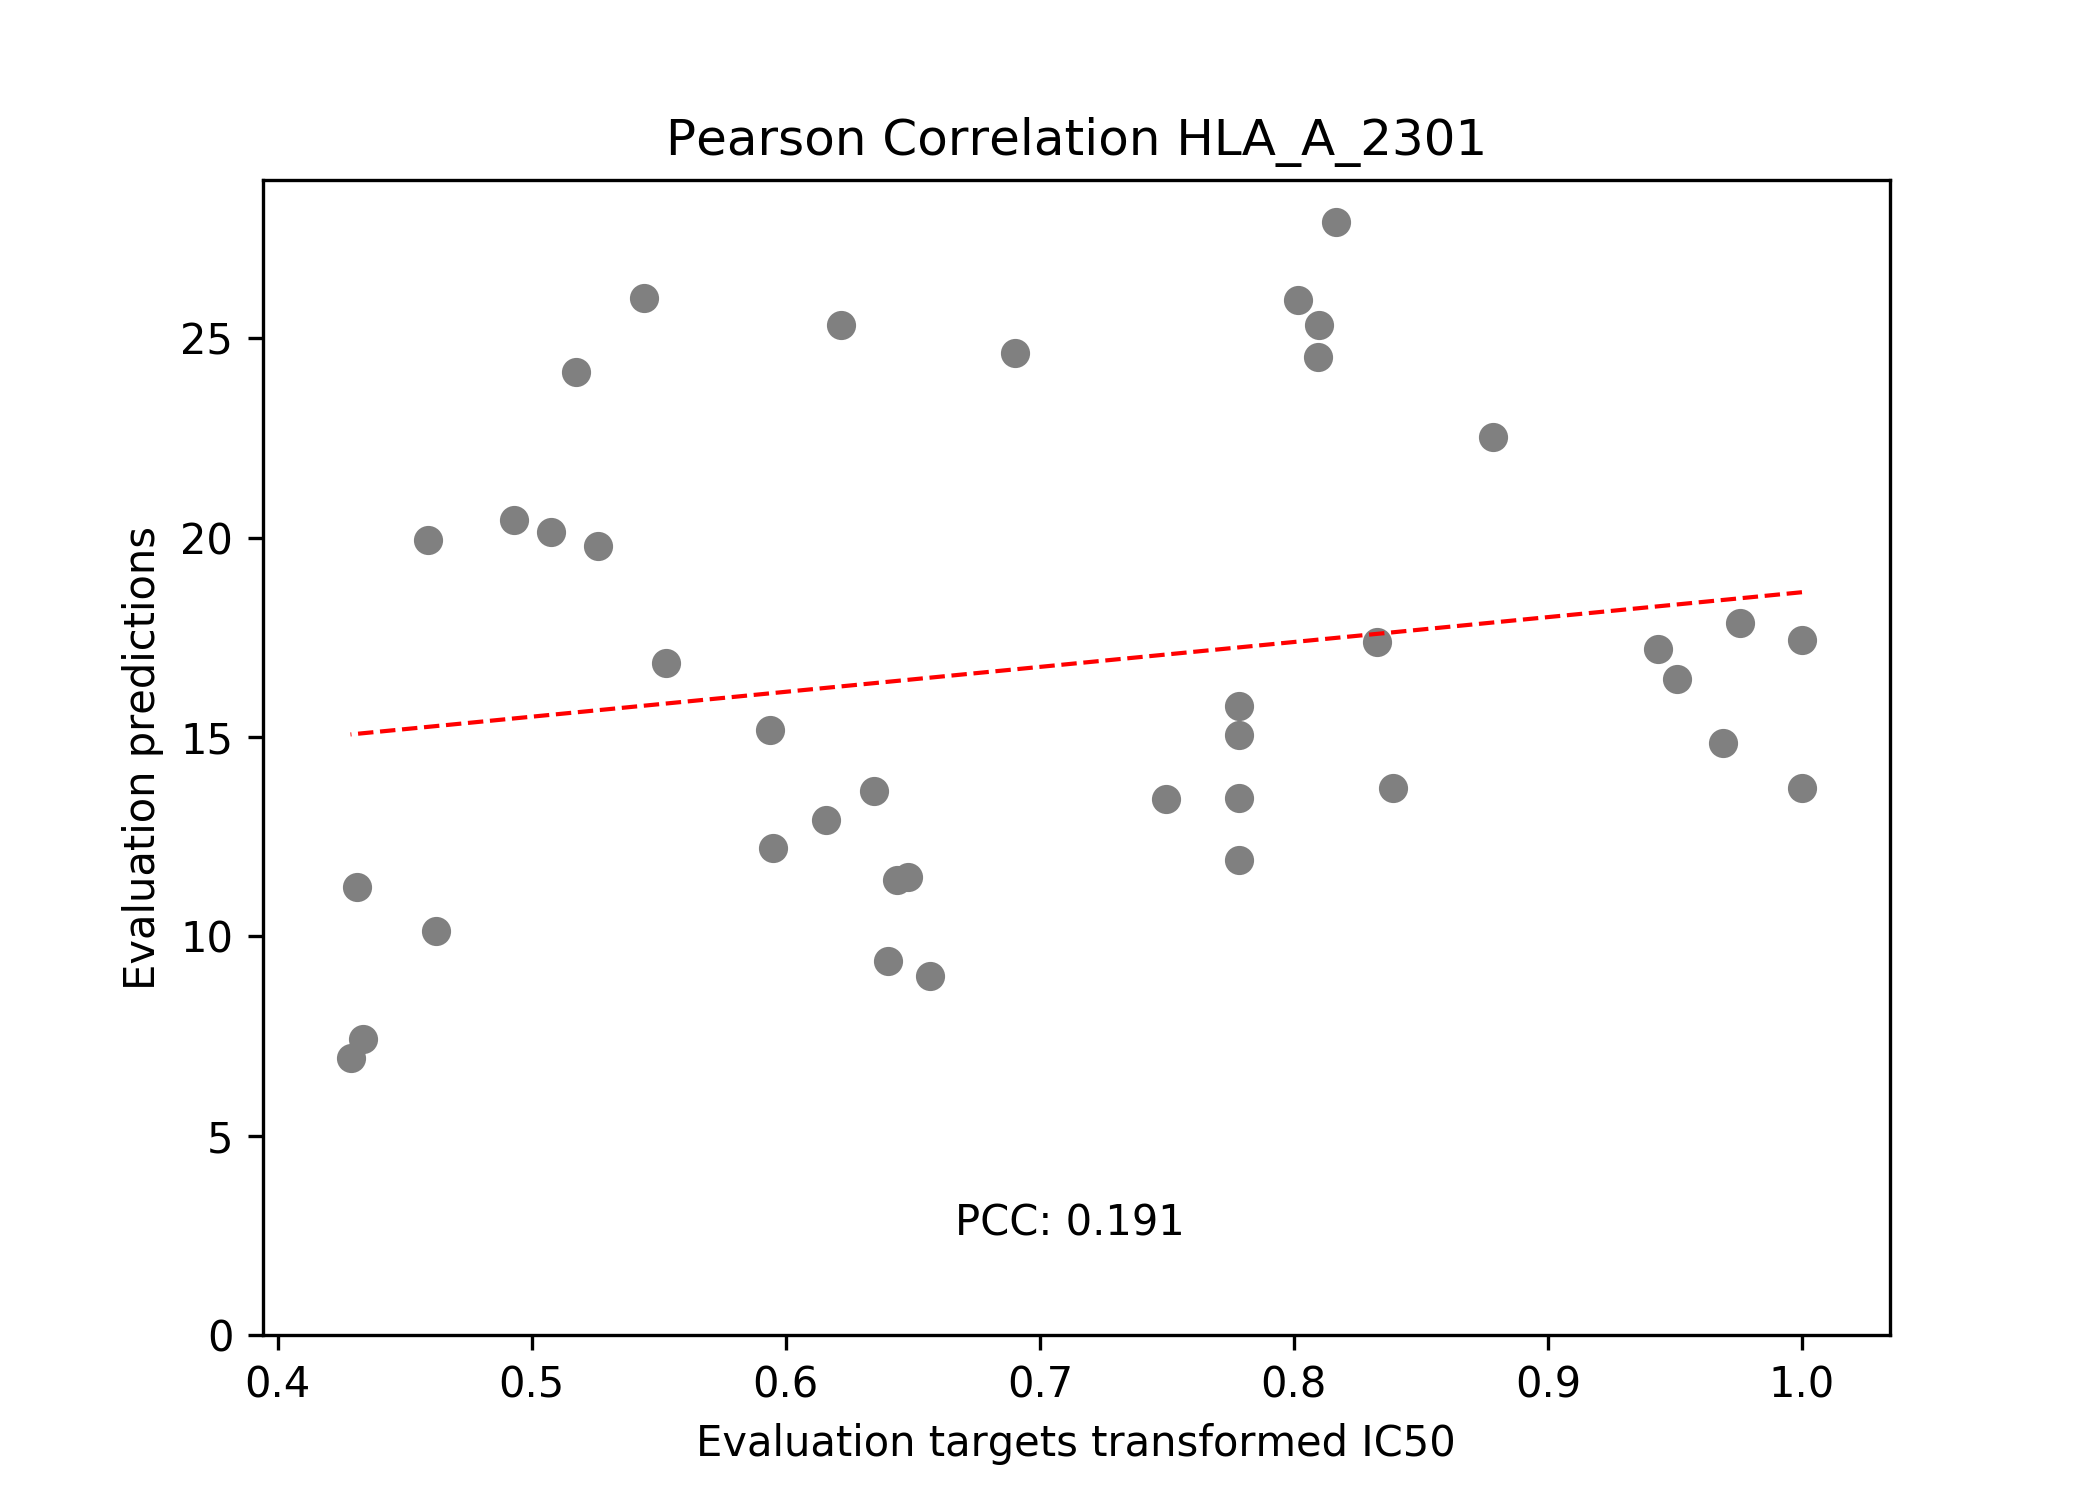 Pearson Correlation HLA_A_2301
Evaluation predictions
25
20
15
10
5
0
PCC: 0.191
0.4 0.5 0.6 0.7 0.8 0.9 1.0
Evaluation targets transformed IC50